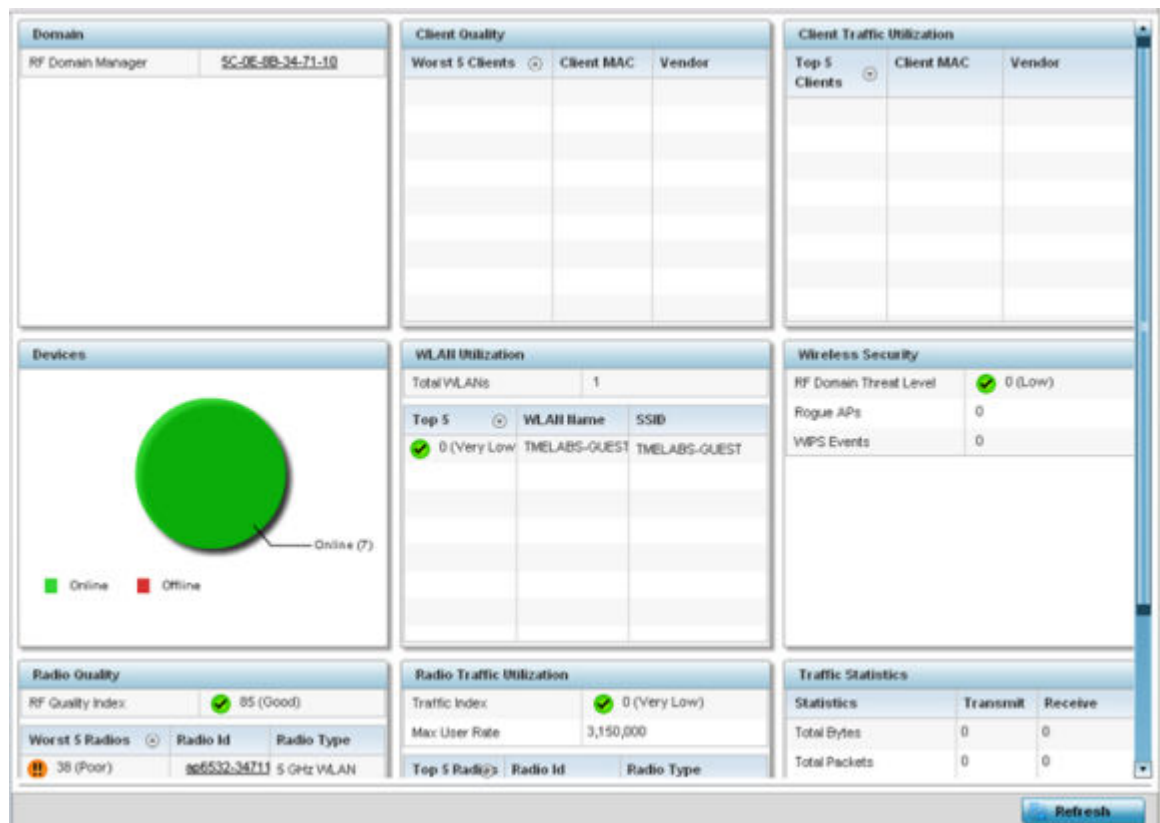 Domain
RF Domain Manager 5C-0E-8B-34-71-10
Client Quality
Worst 5 Clients Client MAC Vendor
Client Traffic Utilization
Top 5 Clients Client MAC Vendor
Devices
Online (7)
Online Offline
WLAN Utilization
Total WLANs 1
Top 5 WLAN Name SSID
0 (Very Low TMELABS-GUEST TMELABS-GUEST
Wireless Security
RF Domain Threat Level 0 (Low)
Rogue APs 0
WIPS Events 0
Radio Quality
RF Quality Index 85 (Good)
Worst 5 Radios Radio Id Radio Type
38 (Poor) ap6532-34711 5 GHz WLAN
Radio Traffic Utilization
Traffic Index 0 (Very Low)
Max User Rate 3,150,000
Top 5 Radios Radio Id Radio Type
Traffic Statistics
Statistics Transmit Receive
Total Bytes 0 0
Total Packets 0 0
Refresh